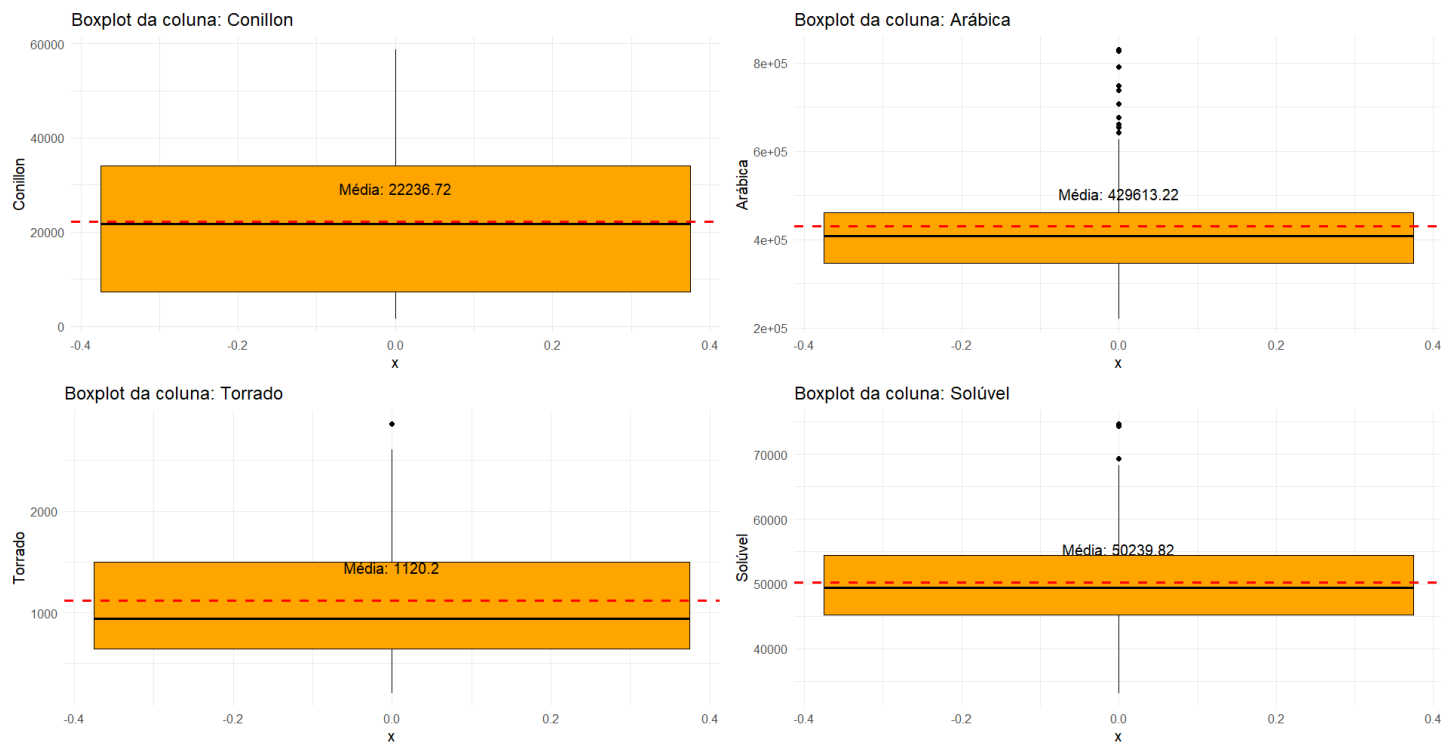 Boxplot da coluna: Conillon
60000
40000
20000
0
Conillon
Média: 22236.72
-0.4
-0.2
0.0
0.2
0.4
x
Boxplot da coluna: Arábica
8e+05
6e+05
4e+05
2e+05
Arábica
Média: 429613.22
-0.4
-0.2
0.0
0.2
0.4
x
Boxplot da coluna: Torrado
2000
1000
Torrado
Média: 1120.2
-0.4
-0.2
0.0
0.2
0.4
x
Boxplot da coluna: Solúvel
70000
60000
50000
40000
Solúvel
Média: 50239.82
-0.4
-0.2
0.0
0.2
0.4
x